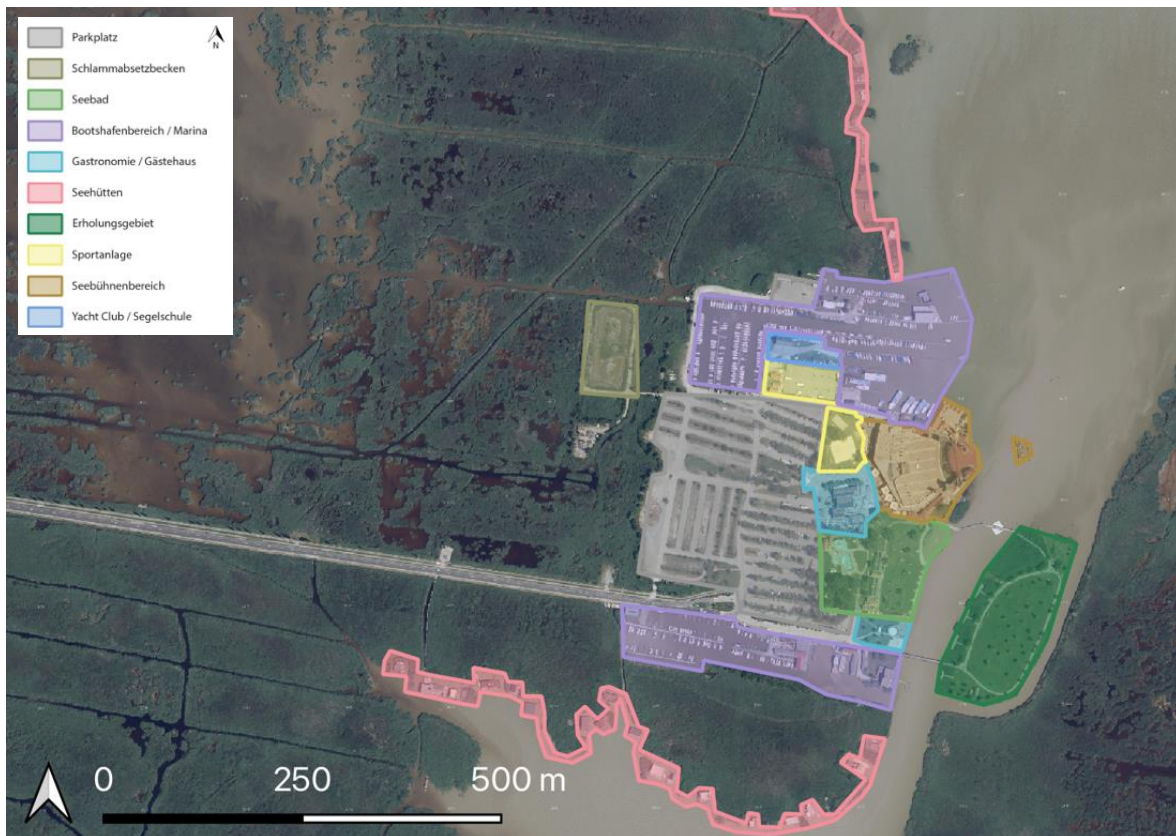 Parkplatz
N
Schlammabsetzbecken
Seebad
Bootshafenbereich / Marina
Gastronomie / Gästehaus
Seehütten
Erholungsgebiet
Sportanlage
Seebühnenbereich
Yacht Club / Segelschule
0 250 500 m